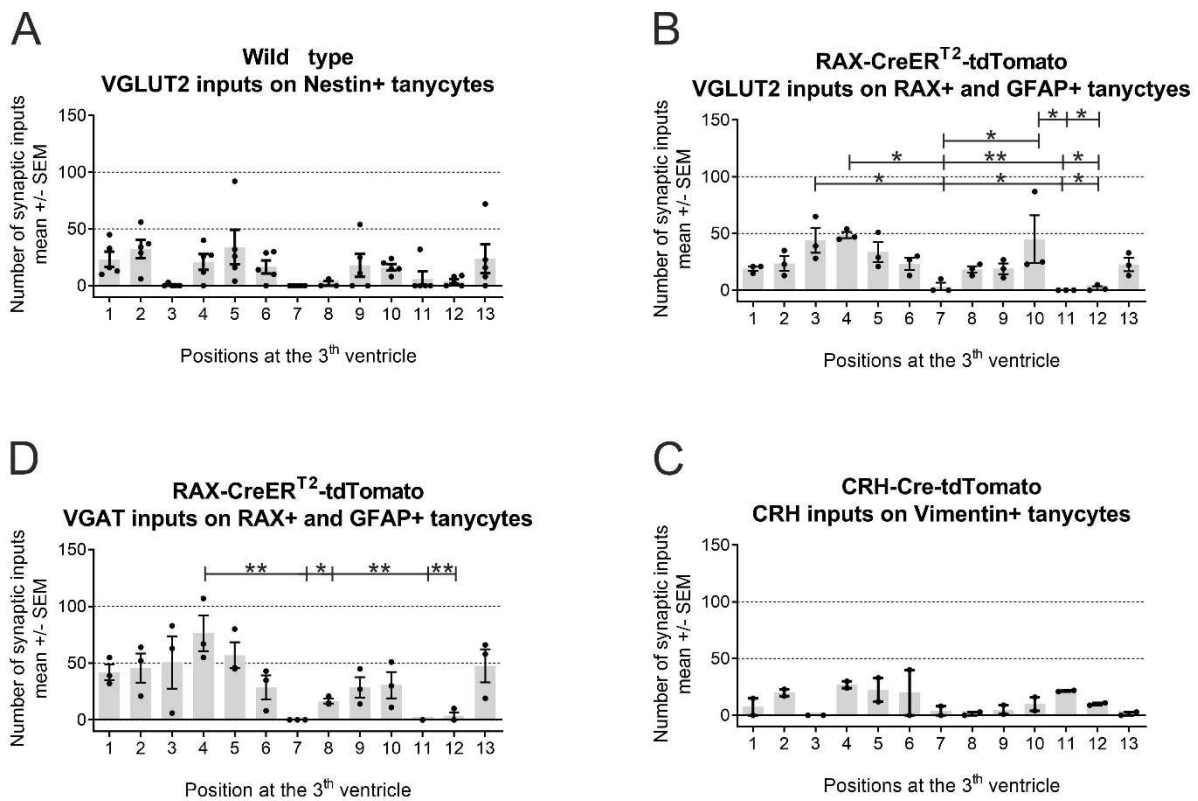 A
Wild type
VGLUT2 inputs on Nestin+ tanycytes
Number of synaptic inputs
mean +/- SEM
150
100
50
0
1 2 3 4 5 6 7 8 9 10 11 12 13
Positions at the 3th ventricle
B
RAX-CreERT2-tdTomato
VGLUT2 inputs on RAX+ and GFAP+ tanyctyes
Number of synaptic inputs
mean +/- SEM
150
100
50
0
* *
*
* ** *
* * *
1 2 3 4 5 6 7 8 9 10 11 12 13
Positions at the 3th ventricle
D
RAX-CreERT2-tdTomato
VGAT inputs on RAX+ and GFAP+ tanycytes
Number of synaptic inputs
mean +/- SEM
150
100
50
0
** * ** **
1 2 3 4 5 6 7 8 9 10 11 12 13
Positions at the 3th ventricle
C
CRH-Cre-tdTomato
CRH inputs on Vimentin+ tanycytes
Number of synaptic inputs
mean +/- SEM
150
100
50
0
1 2 3 4 5 6 7 8 9 10 11 12 13
Positions at the 3th ventricle